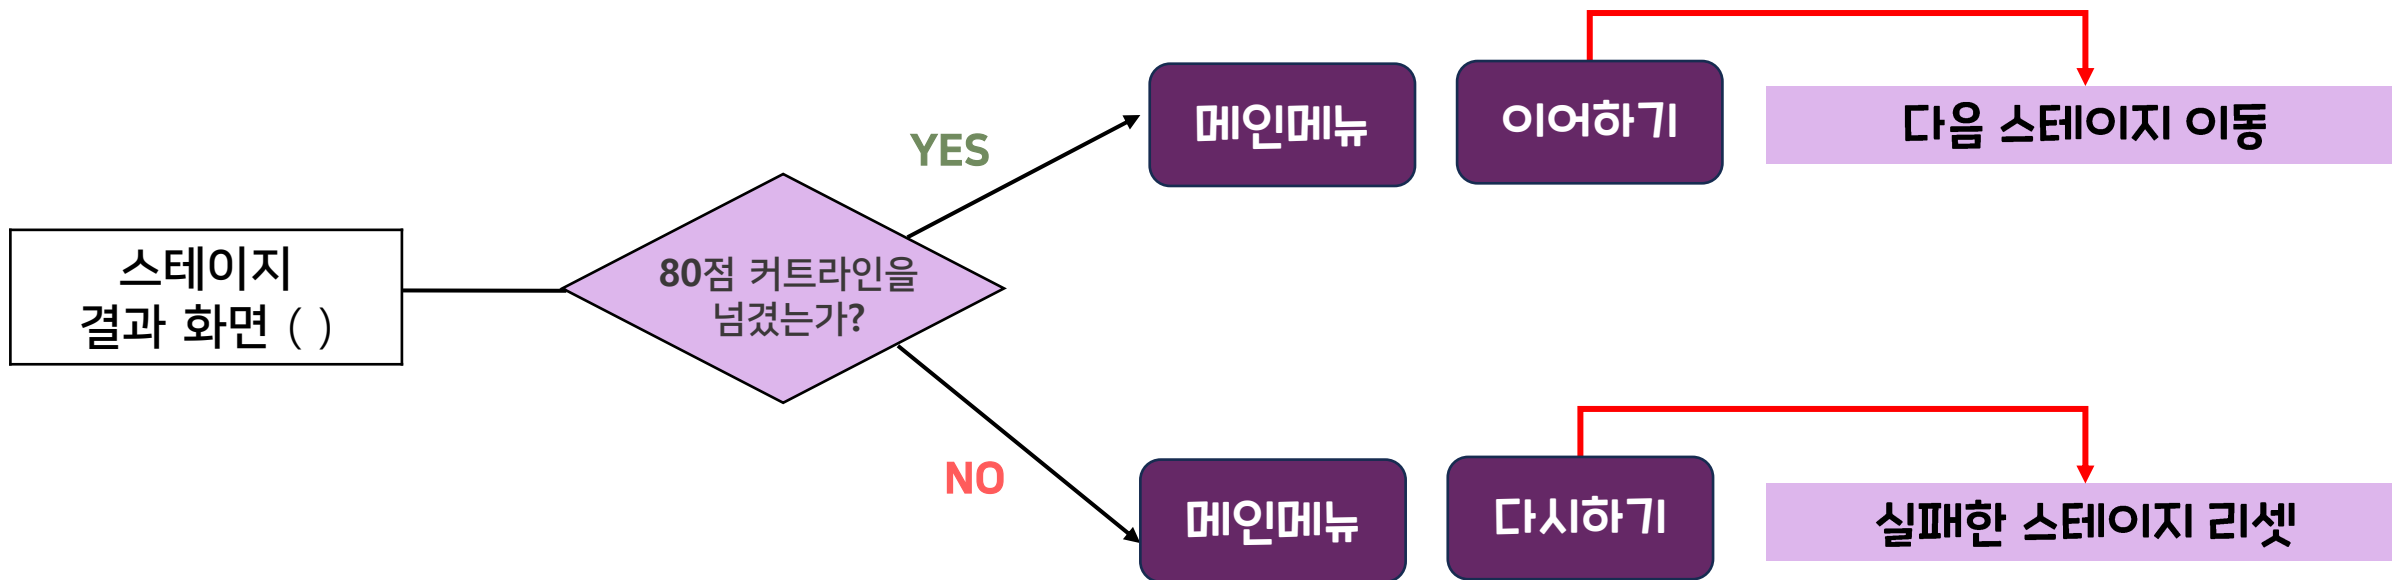 스테이지
결과 화면 ( )
80점 커트라인을
넘겼는가?
YES
메인메뉴
이어하기
다음 스테이지 이동
NO
메인메뉴
다시하기
실패한 스테이지 리셋